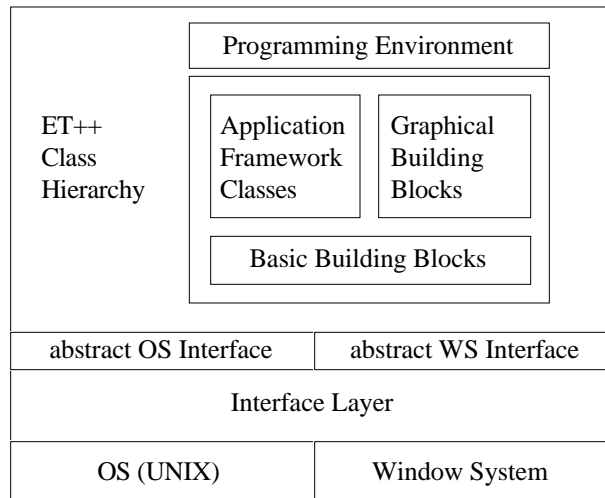 Programming Environment
ET++
Class
Hierarchy
Application
Framework
Classes
Graphical
Building
Blocks
Basic Building Blocks
abstract OS Interface
abstract WS Interface
Interface Layer
OS (UNIX)
Window System